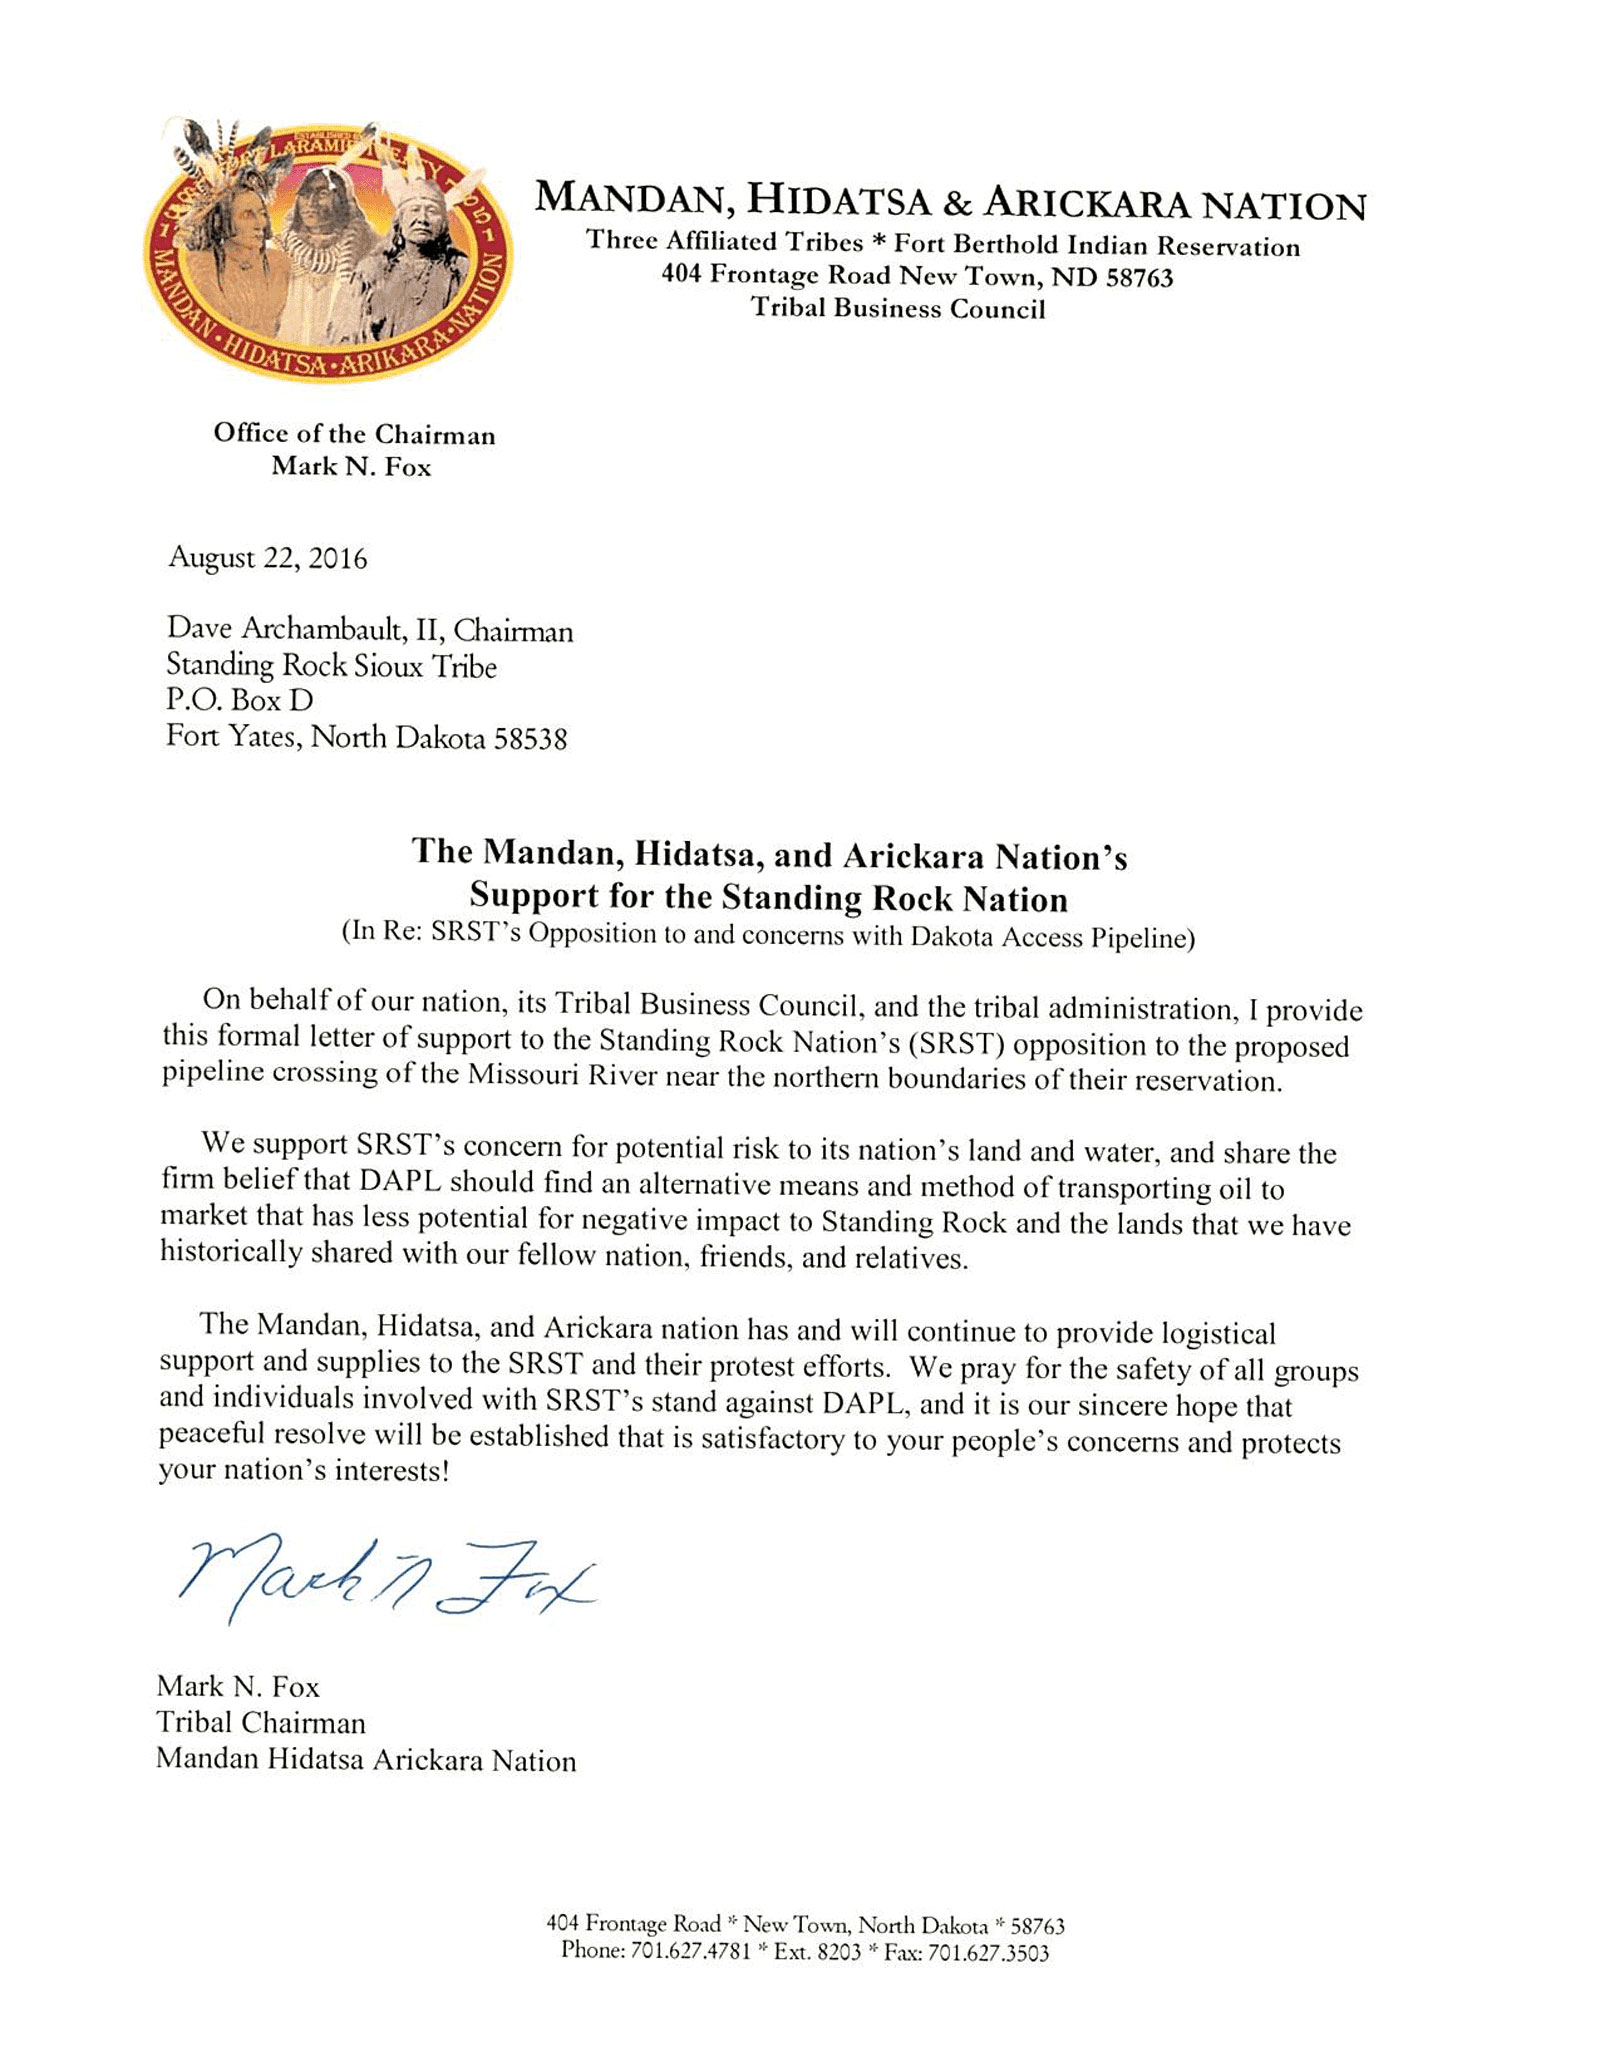 ESTABLISHED BY
FORT LARAMIE TREATY
1851
MANDAN • HIDATSA • ARIKARA • NATION
MANDAN, HIDATSA & ARICKARA NATION
Three Affiliated Tribes * Fort Berthold Indian Reservation
404 Frontage Road New Town, ND 58763
Tribal Business Council
Office of the Chairman
Mark N. Fox
August 22, 2016
Dave Archambault, II, Chairman
Standing Rock Sioux Tribe
P.O. Box D
Fort Yates, North Dakota 58538
The Mandan, Hidatsa, and Arickara Nation's
Support for the Standing Rock Nation
(In Re: SRST's Opposition to and concerns with Dakota Access Pipeline)
On behalf of our nation, its Tribal Business Council, and the tribal administration, I provide
this formal letter of support to the Standing Rock Nation's (SRST) opposition to the proposed
pipeline crossing of the Missouri River near the northern boundaries of their reservation.
We support SRST's concern for potential risk to its nation's land and water, and share the
firm belief that DAPL should find an alternative means and method of transporting oil to
market that has less potential for negative impact to Standing Rock and the lands that we have
historically shared with our fellow nation, friends, and relatives.
The Mandan, Hidatsa, and Arickara nation has and will continue to provide logistical
support and supplies to the SRST and their protest efforts.  We pray for the safety of all groups
and individuals involved with SRST's stand against DAPL, and it is our sincere hope that
peaceful resolve will be established that is satisfactory to your people's concerns and protects
your nation's interests!
Mark N Fox
Mark N. Fox
Tribal Chairman
Mandan Hidatsa Arickara Nation
404 Frontage Road * New Town, North Dakota * 58763
Phone: 701.627.4781 * Ext. 8203 * Fax: 701.627.3503